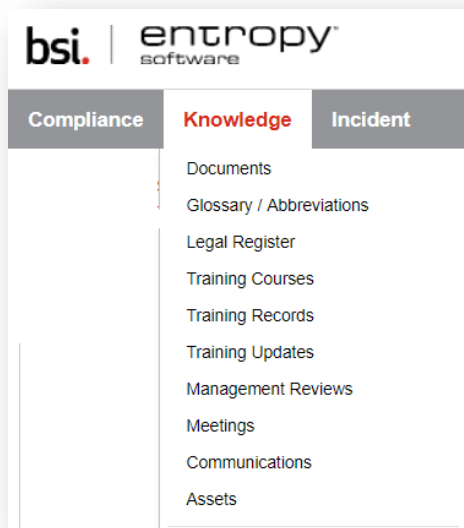 bsi. entropy™
software
Compliance Knowledge Incident
Documents
Glossary / Abbreviations
Legal Register
Training Courses
Training Records
Training Updates
Management Reviews
Meetings
Communications
Assets